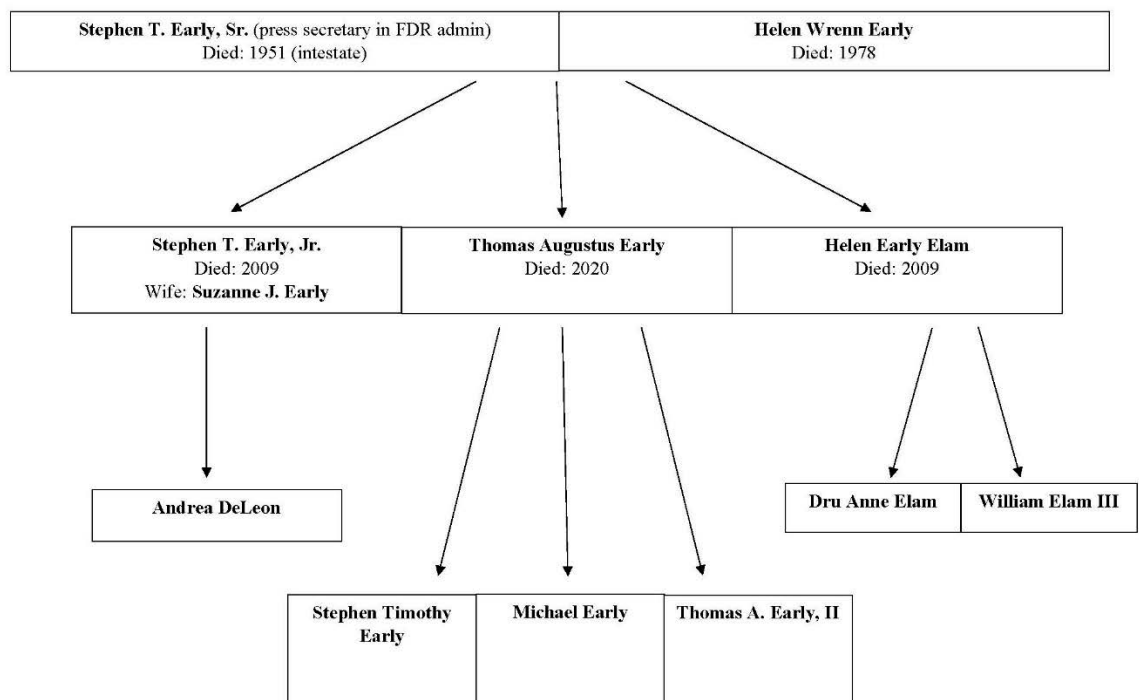 Stephen T. Early, Sr. (press secretary in FDR admin)
Died: 1951 (intestate)
Helen Wrenn Early
Died: 1978
Stephen T. Early, Jr.
Died: 2009
Wife: Suzanne J. Early
Thomas Augustus Early
Died: 2020
Helen Early Elam
Died: 2009
Andrea DeLeon
Dru Anne Elam
William Elam III
Stephen Timothy
Early
Michael Early
Thomas A. Early, II